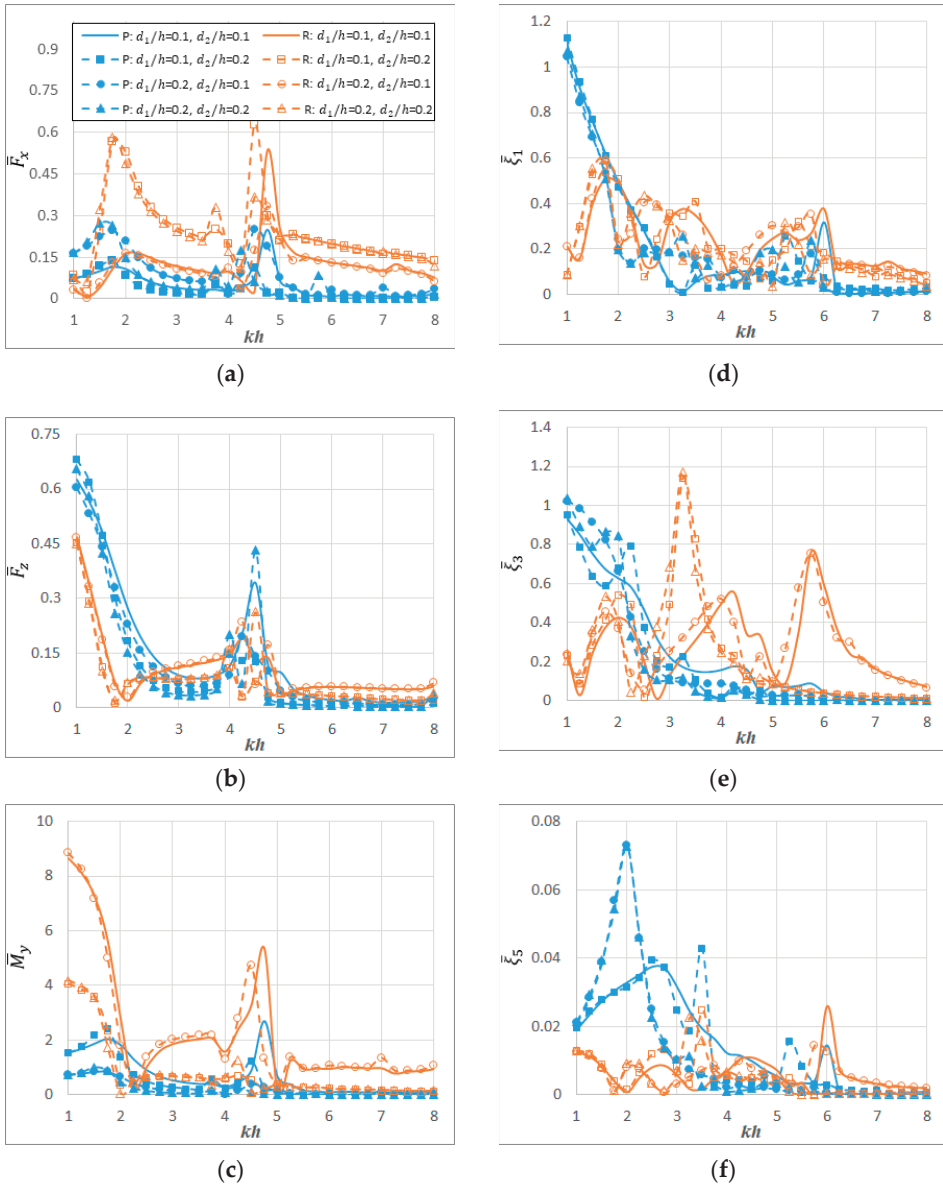 0.9
0.75
0.6
0.45
0.3
0.15
0
F̅x
P: d1/h=0.1, d2/h=0.1
R: d1/h=0.1, d2/h=0.1
P: d1/h=0.1, d2/h=0.2
R: d1/h=0.1, d2/h=0.2
P: d1/h=0.2, d2/h=0.1
R: d1/h=0.2, d2/h=0.1
P: d1/h=0.2, d2/h=0.2
R: d1/h=0.2, d2/h=0.2
1 2 3 4 5 6 7 8
kh
(a)
1.2
1
0.8
0.6
0.4
0.2
0
ξ̅1
1 2 3 4 5 6 7 8
kh
(d)
0.75
0.6
0.45
0.3
0.15
0
F̅z
1 2 3 4 5 6 7 8
kh
(b)
1.4
1.2
1
0.8
0.6
0.4
0.2
0
ξ̅3
1 2 3 4 5 6 7 8
kh
(e)
10
8
6
4
2
0
M̅y
1 2 3 4 5 6 7 8
kh
(c)
0.08
0.06
0.04
0.02
0
ξ̅5
1 2 3 4 5 6 7 8
kh
(f)